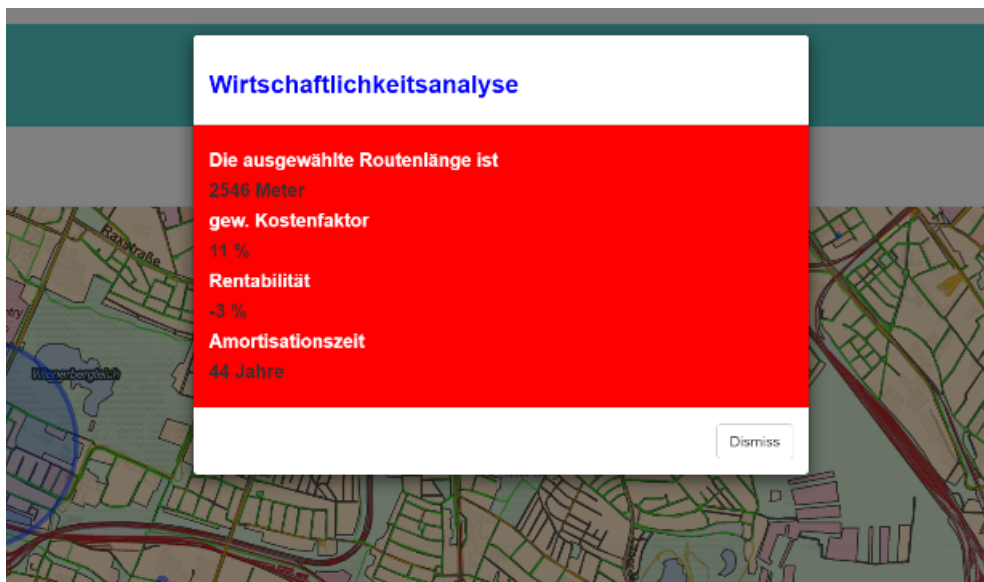 Wirtschaftlichkeitsanalyse
Die ausgewählte Routenlänge ist
2546 Meter
gew. Kostenfaktor
11 %
Rentabilität
-3 %
Amortisationszeit
44 Jahre
Dismiss
Raxstraße
Wienerbergteich